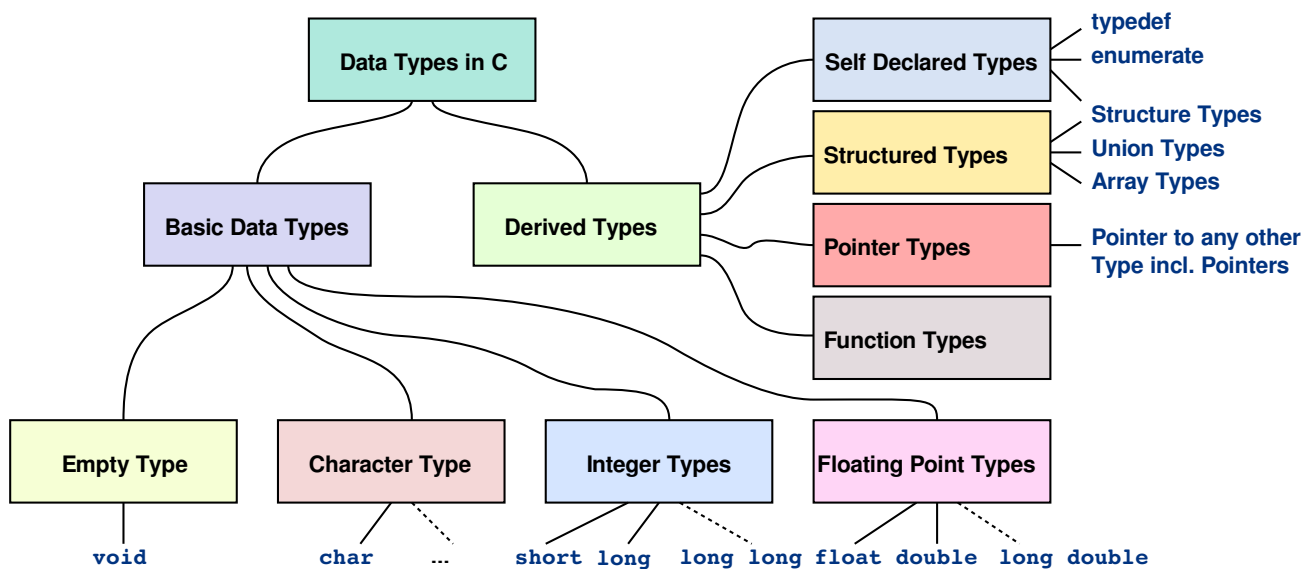 Data Types in C
Self Declared Types
typedef
enumerate
Structured Types
Structure Types
Union Types
Array Types
Basic Data Types
Derived Types
Pointer Types
Pointer to any other
Type incl. Pointers
Function Types
Empty Type
Character Type
Integer Types
Floating Point Types
void
char
...
short
long
long long
float
double
long double